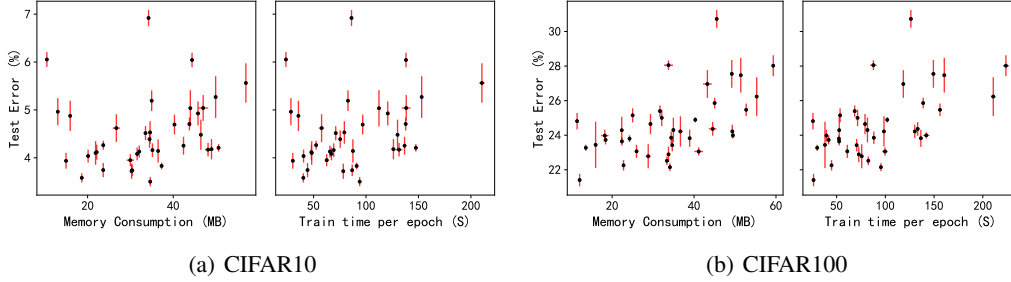 7
6
5
4
Test Error (%)
20 40
Memory Consumption (MB)
50 100 150 200
Train time per epoch (S)
(a) CIFAR10
30
28
26
24
22
Test Error (%)
20 40
Memory Consumption (MB)
50 100 150 200
Train time per epoch (S)
(b) CIFAR100